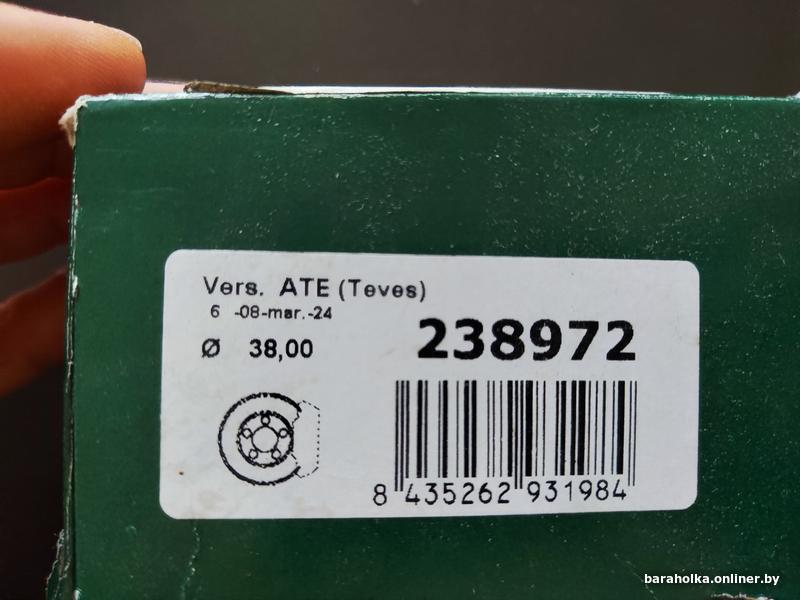 Vers. ATE (Teves)
6 -08-mar.-24
Ø 38,00
238972
8 435262 931984
baraholka.onliner.by